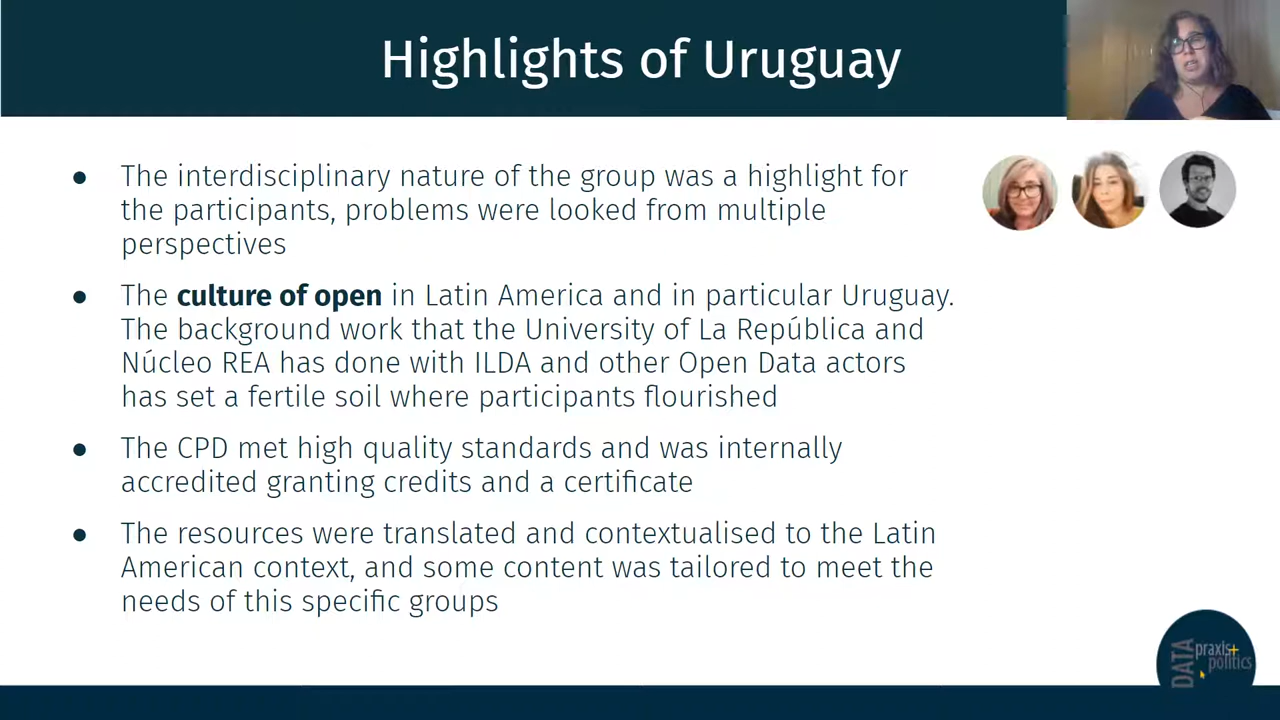 Highlights of Uruguay
● The interdisciplinary nature of the group was a highlight for
the participants, problems were looked from multiple
perspectives
● The culture of open in Latin America and in particular Uruguay.
The background work that the University of La República and
Núcleo REA has done with ILDA and other Open Data actors
has set a fertile soil where participants flourished
● The CPD met high quality standards and was internally
accredited granting credits and a certificate
● The resources were translated and contextualised to the Latin
American context, and some content was tailored to meet the
needs of this specific groups
DATA
praxis+
politics